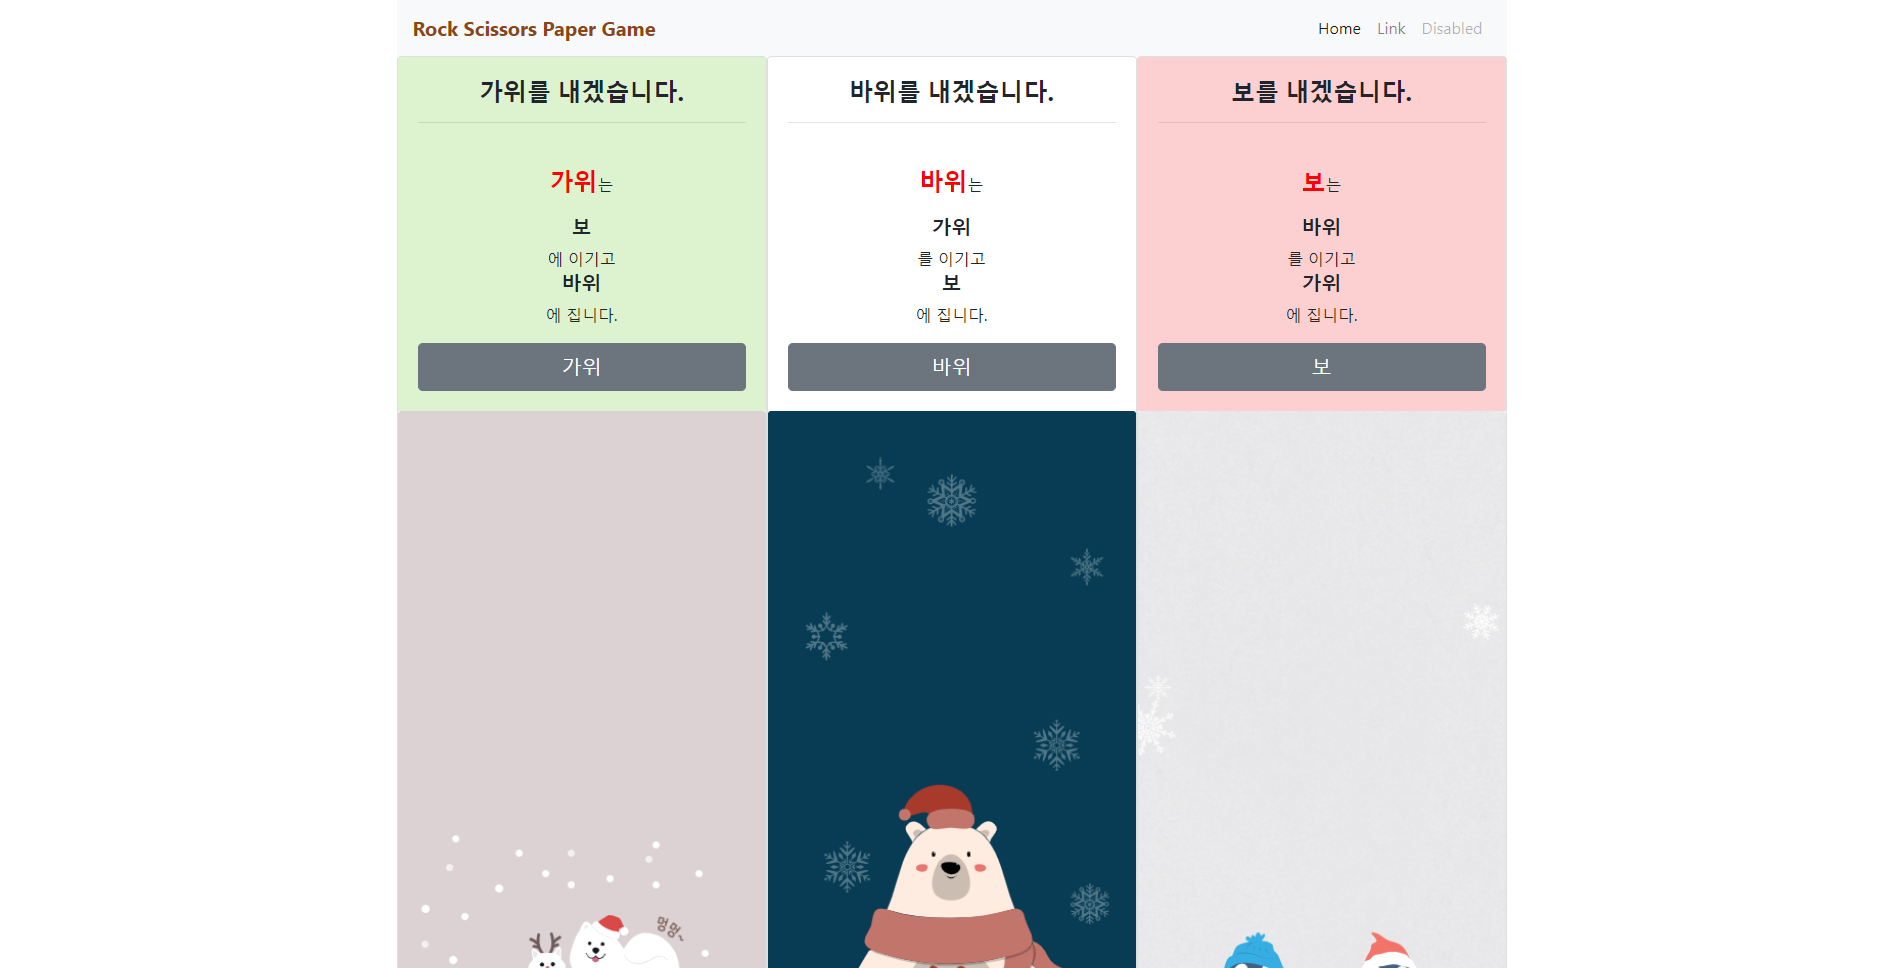 Rock Scissors Paper Game
Home Link Disabled
가위를 내겠습니다.
가위는
보
에 이기고
바위
에 집니다.
가위
바위를 내겠습니다.
바위는
가위
를 이기고
보
에 집니다.
바위
보를 내겠습니다.
보는
바위
를 이기고
가위
에 집니다.
보
멍멍~